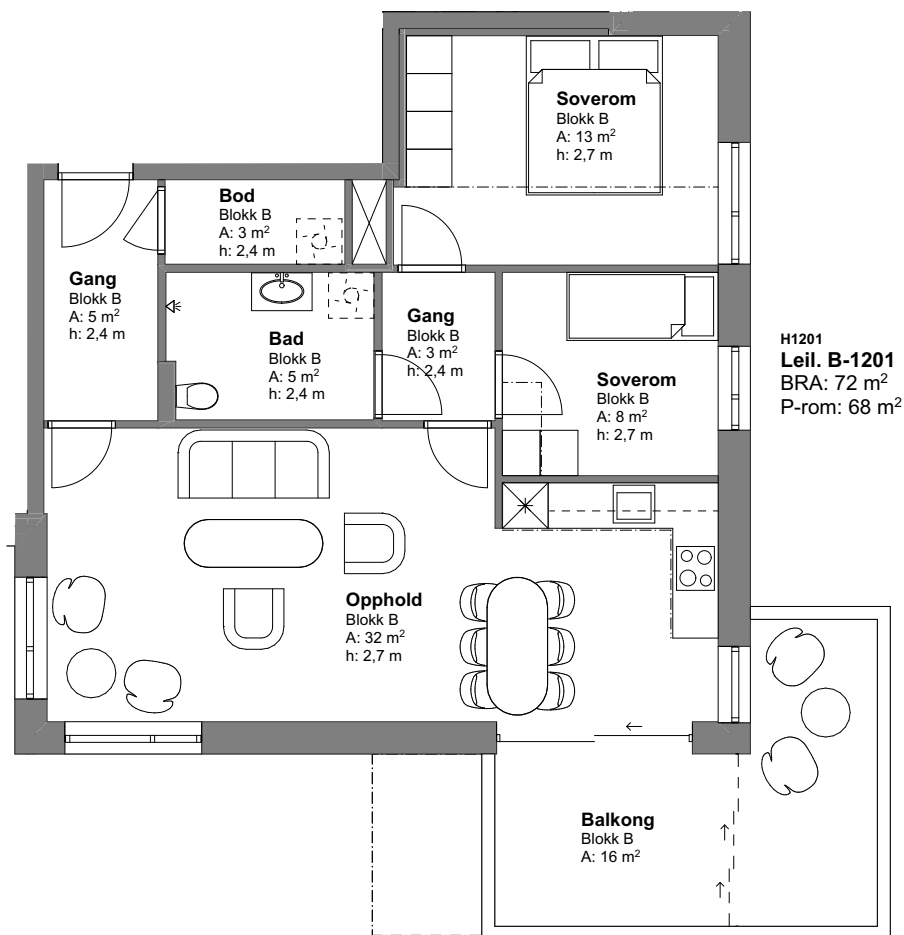 Soverom
Blokk B
A: 13 m²
h: 2,7 m
Bod
Blokk B
A: 3 m²
h: 2,4 m
Gang
Blokk B
A: 5 m²
h: 2,4 m
Bad
Blokk B
A: 5 m²
h: 2,4 m
Gang
Blokk B
A: 3 m²
h: 2,4 m
Soverom
Blokk B
A: 8 m²
h: 2,7 m
H1201
Leil. B-1201
BRA: 72 m²
P-rom: 68 m²
Opphold
Blokk B
A: 32 m²
h: 2,7 m
Balkong
Blokk B
A: 16 m²